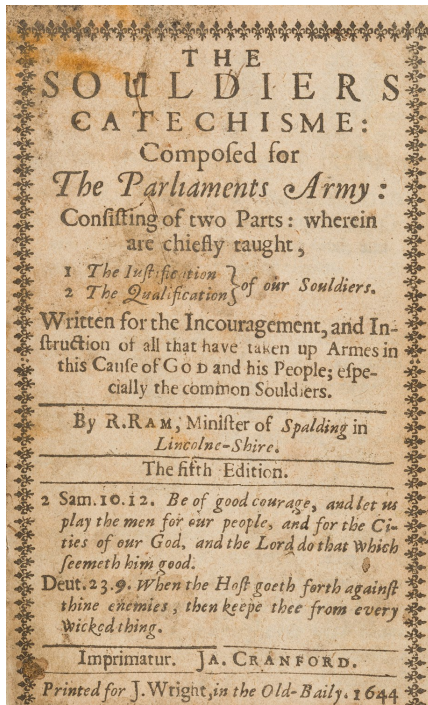 THE
SOULDIERS
CATECHISME:
Composed for
The Parliaments Army:
Consiſting of two Parts: wherein
are chiefly taught,
1 The Iuſtification
2 The Qualification } of our Souldiers.
Written for the Incouragement, and In-
ſtruction of all that have taken up Armes in
this Cauſe of GOD and his People; eſpe-
cially the common Souldiers.
By R. RAM, Miniſter of Spalding in
Lincolne-Shire.
The fifth Edition.
2 Sam. 10. 12. Be of good courage, and let us
play the men for our people, and for the Ci-
ties of our God, and the Lord do that which
ſeemeth him good.
Deut. 23. 9. When the Hoſt goeth forth againſt
thine enemies, then keepe thee from every
wicked thing.
Imprimatur. JA. CRANFORD.
Printed for J. Wright, in the Old-Baily. 1644